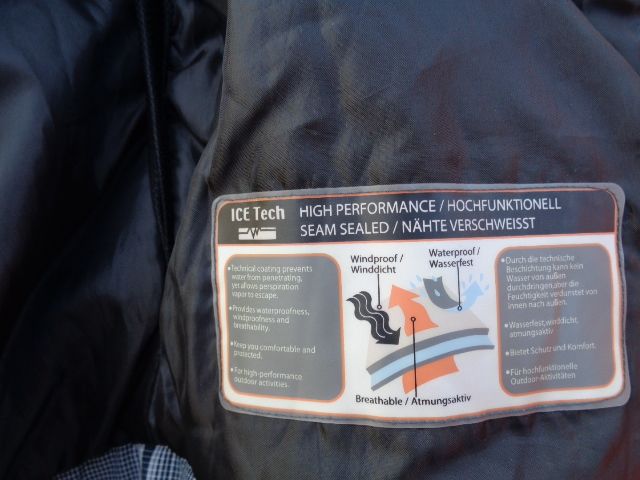 ICE Tech
HIGH PERFORMANCE / HOCHFUNKTIONELL
SEAM SEALED / NÄHTE VERSCHWEISST
•Technical coating prevents
water from penetrating,
yet allows perspiration
vapor to escape.
•Provides waterproofness,
windproofness and
breathability.
•Keep you comfortable and
protected.
•For high-performance
outdoor activities.
Windproof /
Winddicht
Waterproof /
Wasserfest
Breathable / Atmungsaktiv
•Durch die technische
Beschichtung kann kein
Wasser von außen
durchdringen,aber die
Feuchtigkeit verdunstet von
innen nach außen.
•Wasserfest,winddicht,
atmungsaktiv
•Bietet Schutz und Komfort.
•Für hochfunktionelle
Outdoor-Aktivitäten